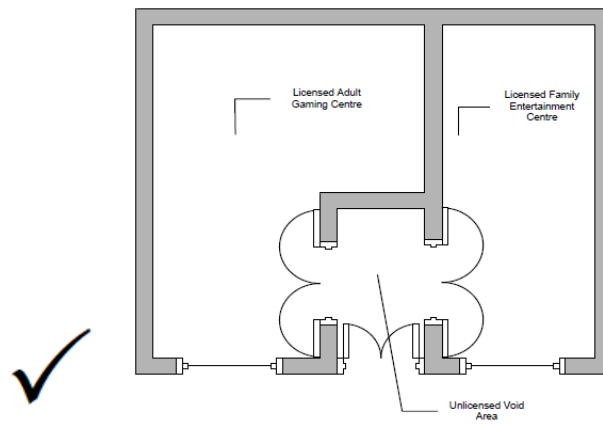 Licensed Adult
Gaming Centre
Licensed Family
Entertainment
Centre
Unlicensed Void
Area